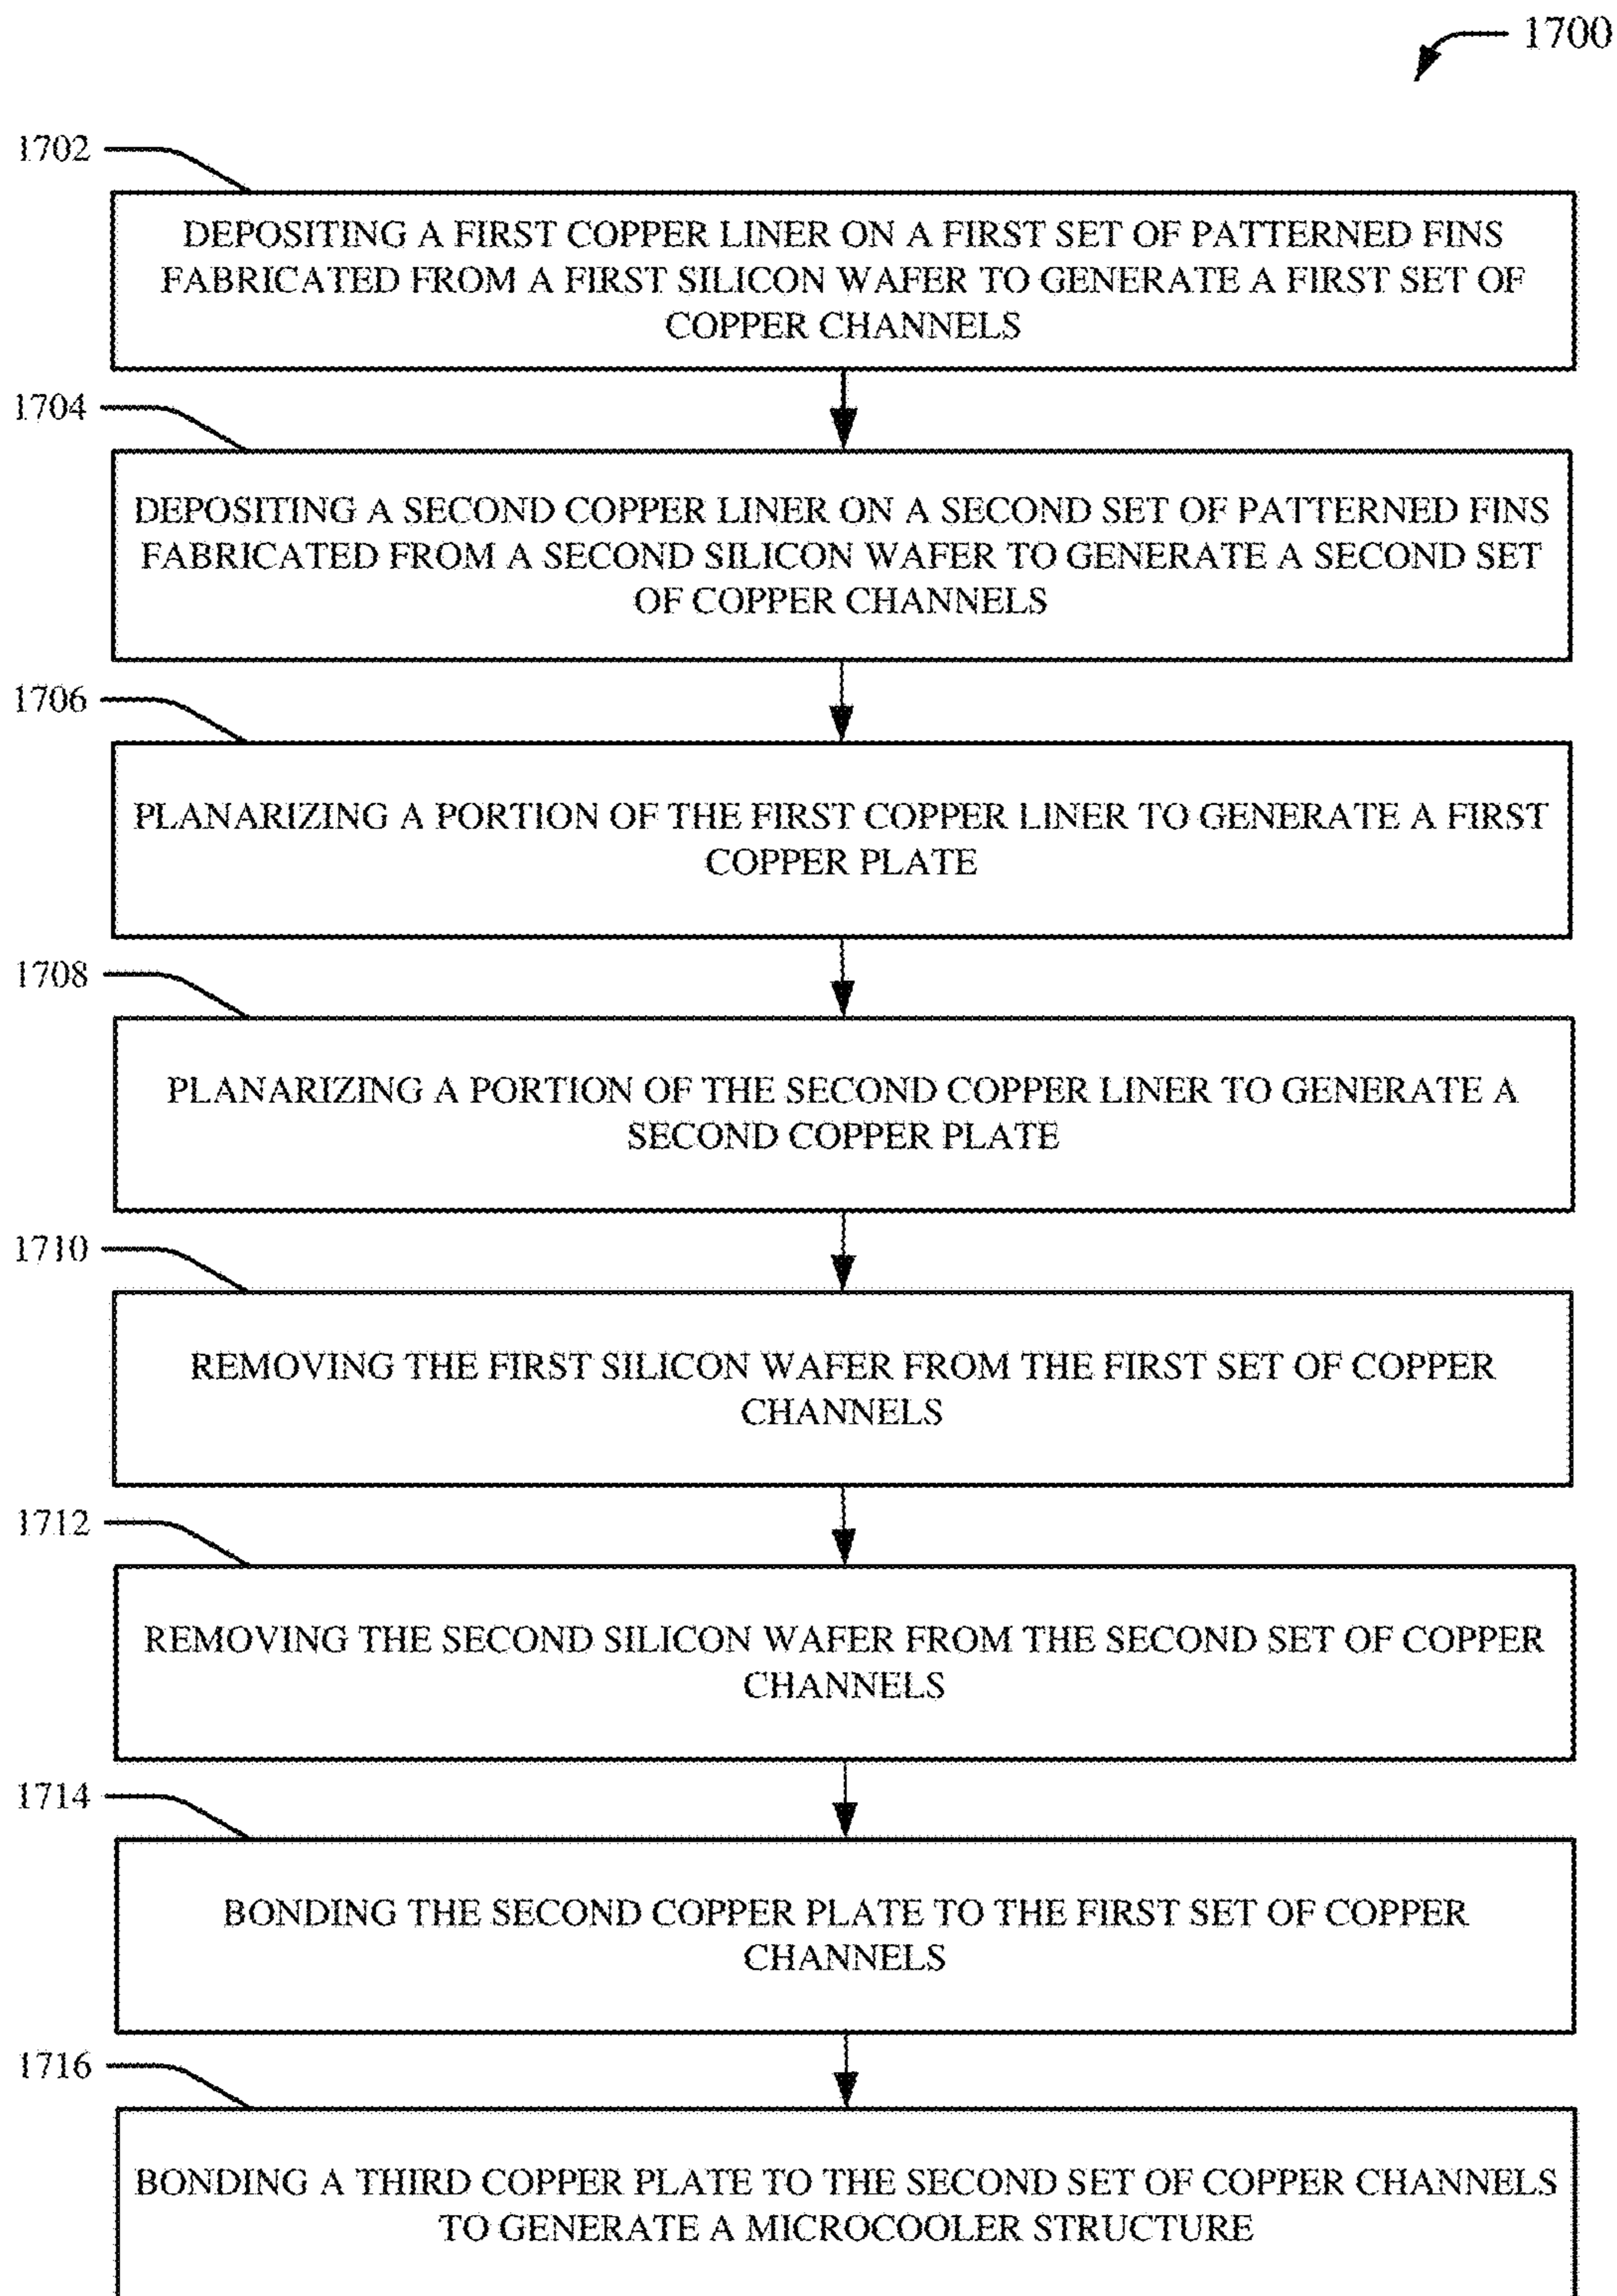 1700
1702
DEPOSITING A FIRST COPPER LINER ON A FIRST SET OF PATTERNED FINS
FABRICATED FROM A FIRST SILICON WAFER TO GENERATE A FIRST SET OF
COPPER CHANNELS
1704
DEPOSITING A SECOND COPPER LINER ON A SECOND SET OF PATTERNED FINS
FABRICATED FROM A SECOND SILICON WAFER TO GENERATE A SECOND SET
OF COPPER CHANNELS
1706
PLANARIZING A PORTION OF THE FIRST COPPER LINER TO GENERATE A FIRST
COPPER PLATE
1708
PLANARIZING A PORTION OF THE SECOND COPPER LINER TO GENERATE A
SECOND COPPER PLATE
1710
REMOVING THE FIRST SILICON WAFER FROM THE FIRST SET OF COPPER
CHANNELS
1712
REMOVING THE SECOND SILICON WAFER FROM THE SECOND SET OF COPPER
CHANNELS
1714
BONDING THE SECOND COPPER PLATE TO THE FIRST SET OF COPPER
CHANNELS
1716
BONDING A THIRD COPPER PLATE TO THE SECOND SET OF COPPER CHANNELS
TO GENERATE A MICROCOOLER STRUCTURE